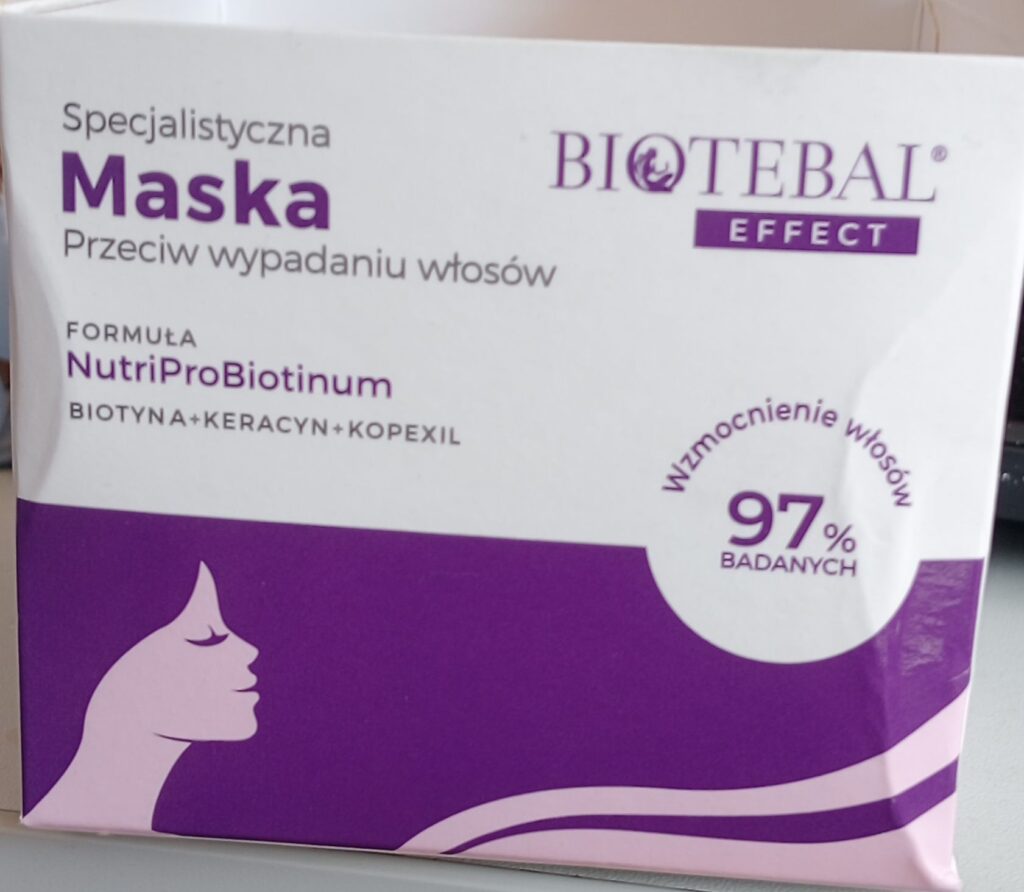 Specjalistyczna
Maska
Przeciw wypadaniu włosów
FORMUŁA
NutriProBiotinum
BIOTYNA+KERACYN+KOPEXIL
BIOTEBAL®
EFFECT
Wzmocnienie włosów
97%
BADANYCH